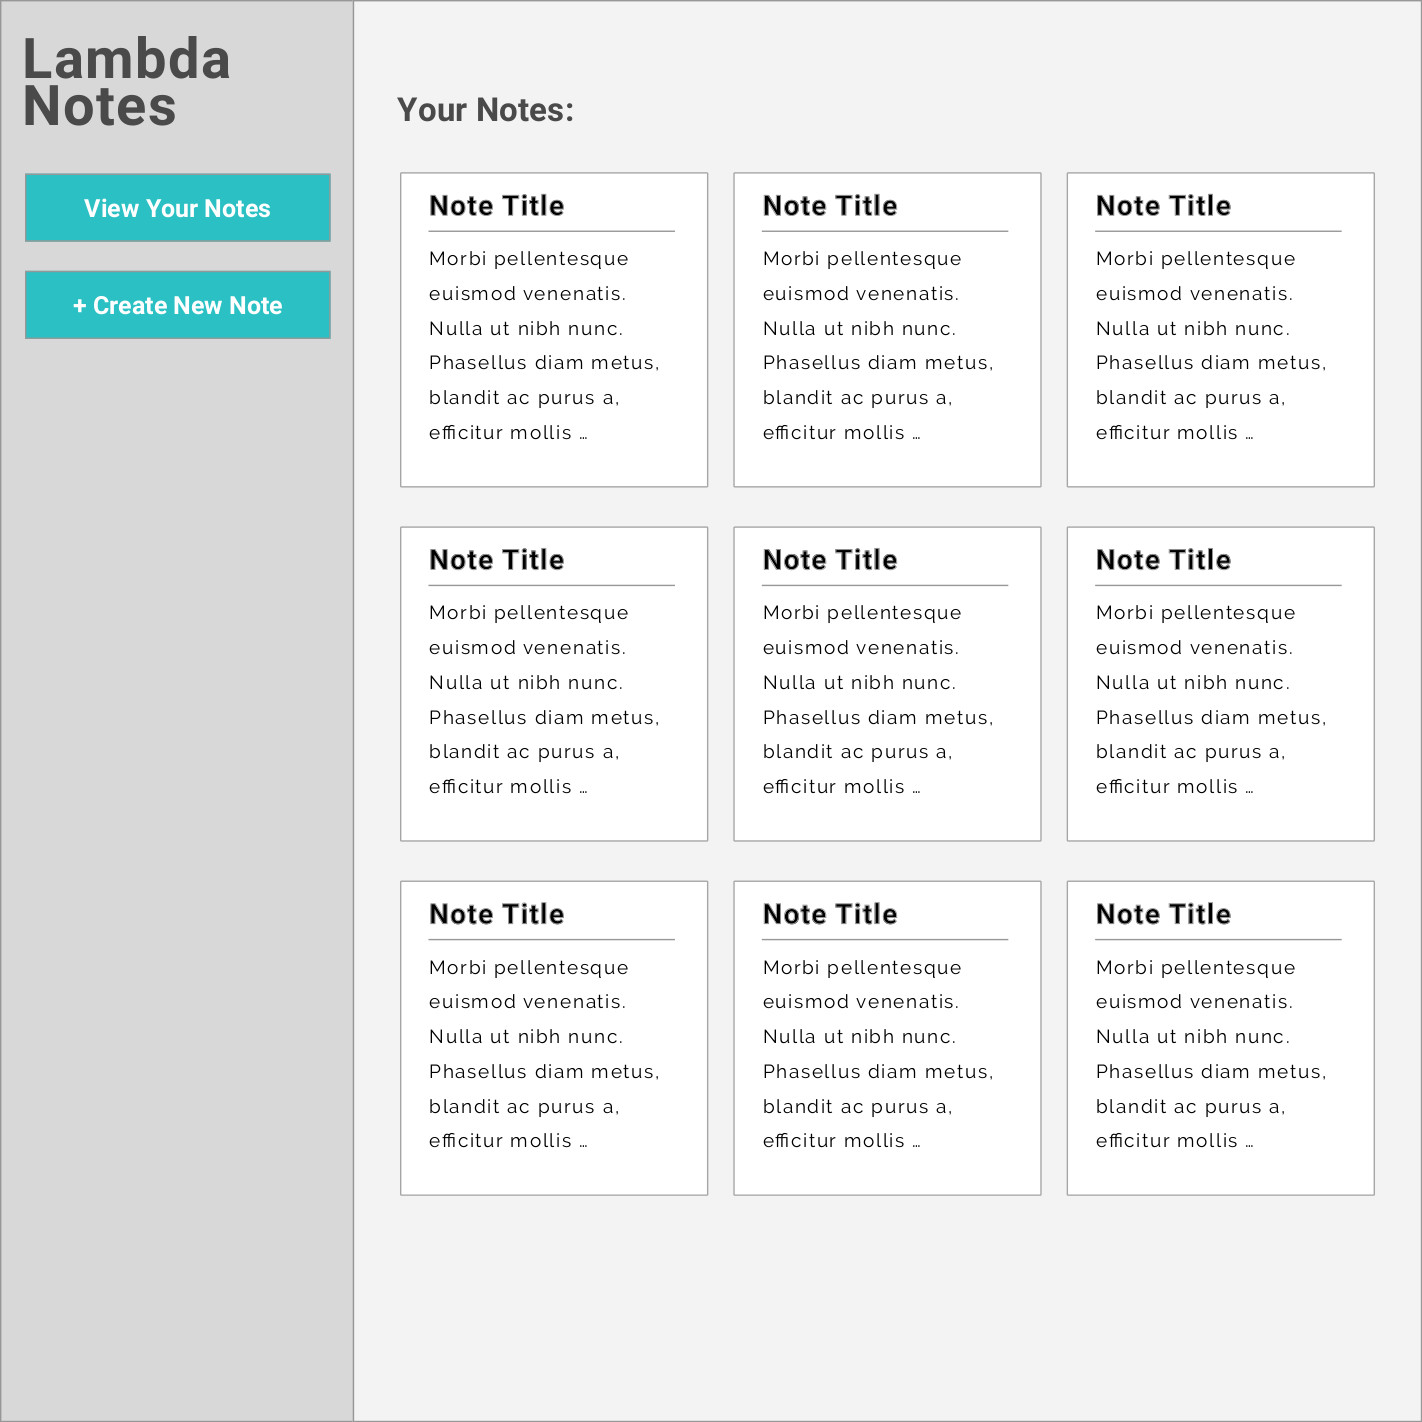 Lambda
Notes
View Your Notes
+ Create New Note
Your Notes:
Note Title
Morbi pellentesque
euismod venenatis.
Nulla ut nibh nunc.
Phasellus diam metus,
blandit ac purus a,
efficitur mollis …
Note Title
Morbi pellentesque
euismod venenatis.
Nulla ut nibh nunc.
Phasellus diam metus,
blandit ac purus a,
efficitur mollis …
Note Title
Morbi pellentesque
euismod venenatis.
Nulla ut nibh nunc.
Phasellus diam metus,
blandit ac purus a,
efficitur mollis …
Note Title
Morbi pellentesque
euismod venenatis.
Nulla ut nibh nunc.
Phasellus diam metus,
blandit ac purus a,
efficitur mollis …
Note Title
Morbi pellentesque
euismod venenatis.
Nulla ut nibh nunc.
Phasellus diam metus,
blandit ac purus a,
efficitur mollis …
Note Title
Morbi pellentesque
euismod venenatis.
Nulla ut nibh nunc.
Phasellus diam metus,
blandit ac purus a,
efficitur mollis …
Note Title
Morbi pellentesque
euismod venenatis.
Nulla ut nibh nunc.
Phasellus diam metus,
blandit ac purus a,
efficitur mollis …
Note Title
Morbi pellentesque
euismod venenatis.
Nulla ut nibh nunc.
Phasellus diam metus,
blandit ac purus a,
efficitur mollis …
Note Title
Morbi pellentesque
euismod venenatis.
Nulla ut nibh nunc.
Phasellus diam metus,
blandit ac purus a,
efficitur mollis …